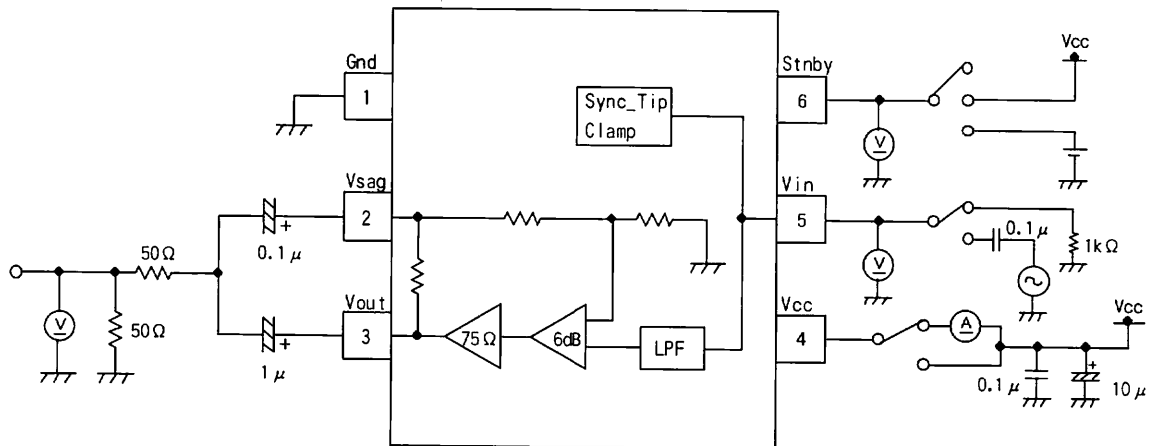 Gnd
1
Vsag
2
0.1μ
50Ω
V
50Ω
Vout
3
1μ
Sync_Tip
Clamp
75Ω
6dB
LPF
Stnby
6
V
Vcc
Vin
5
V
0.1μ
1kΩ
Vcc
4
A
Vcc
0.1μ
10μ
+
+
+